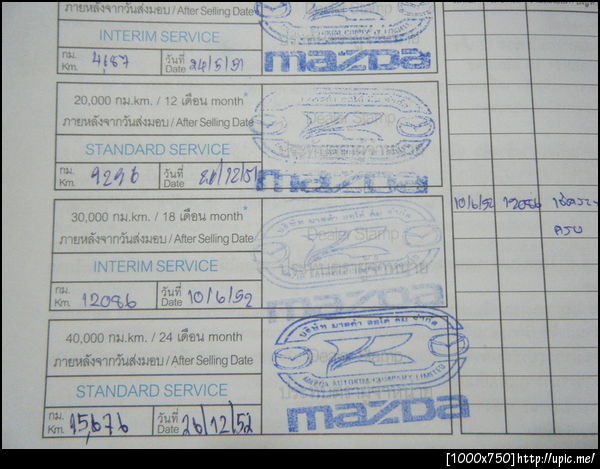 ภายหลังจากวันส่งมอบ / After Selling Date
INTERIM SERVICE
กม. Km. 4,687 วันที่ Date 24/5/51
mazda
20,000 กม.km. / 12 เดือน month*
ภายหลังจากวันส่งมอบ / After Selling Date
Dealer Stamp
STANDARD SERVICE
กม. Km. 9296 วันที่ Date 26/12/51
mazda
30,000 กม.km. / 18 เดือน month*
ภายหลังจากวันส่งมอบ / After Selling Date
Dealer Stamp
10/6/52 12086
INTERIM SERVICE
กม. Km. 12086 วันที่ Date 10/6/52
mazda
40,000 กม.km. / 24 เดือน month
ภายหลังจากวันส่งมอบ / After Selling Date
STANDARD SERVICE
กม. Km. 15,676 วันที่ Date 26/12/52
mazda
[1000x750]http://upic.me/